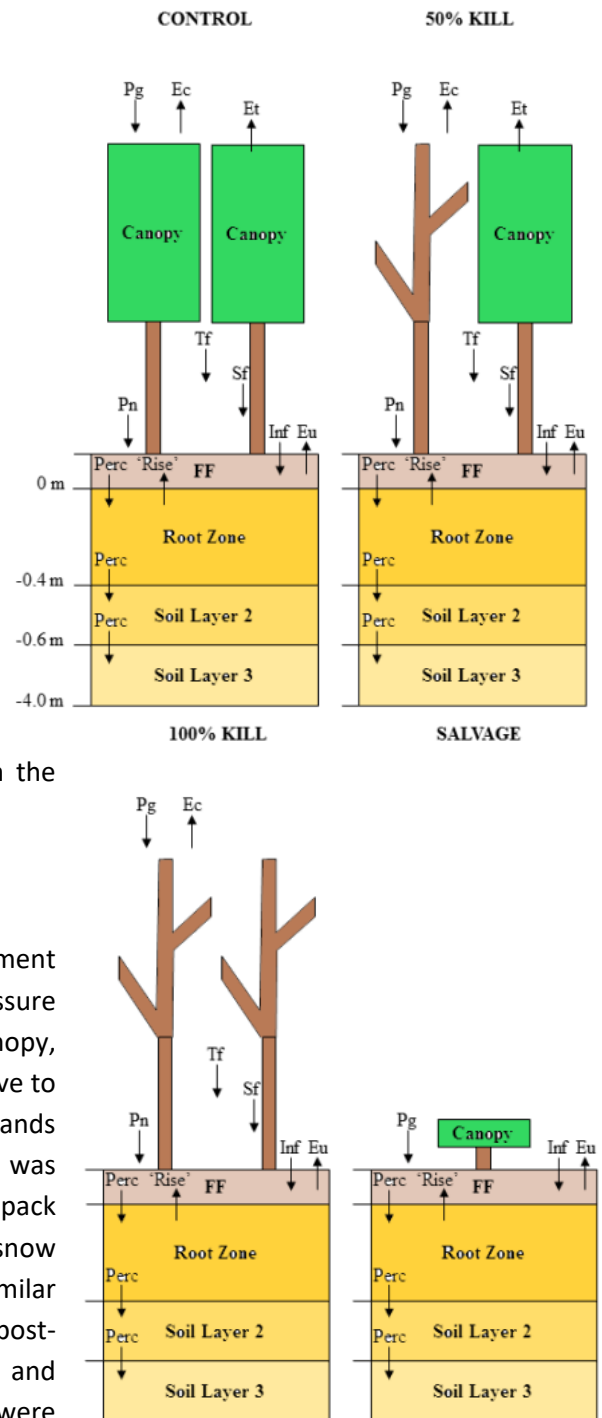 CONTROL
50% KILL
Pg Ec
Et
Pg Ec
Et
Canopy Canopy
Canopy
Tf
Sf
Tf
Sf
Pn
Inf Eu
Pn
Inf Eu
Perc 'Rise' FF
Perc 'Rise' FF
0 m
Root Zone
Root Zone
Perc
Perc
-0.4 m
Perc Soil Layer 2
Perc Soil Layer 2
-0.6 m
Soil Layer 3
Soil Layer 3
-4.0 m
100% KILL
SALVAGE
the
Pg Ec
ment
ssure
nopy,
ve to
ands
was
pack
snow
milar
post-
and
were
Tf
Sf
Pn
Inf Eu
Pg
Canopy
Inf Eu
Perc 'Rise' FF
Perc 'Rise' FF
Root Zone
Root Zone
Perc
Perc
Perc Soil Layer 2
Perc Soil Layer 2
Soil Layer 3
Soil Layer 3